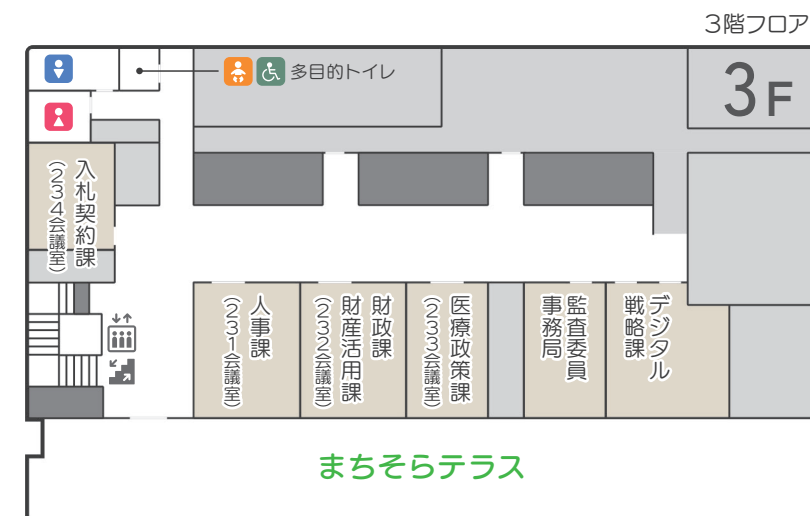 3階フロア
3F
多目的トイレ
入札契約課
(234会議室)
人事課
(231会議室)
財政課
財産活用課
(232会議室)
医療政策課
(233会議室)
監査委員
事務局
デジタル
戦略課
まちそらテラス